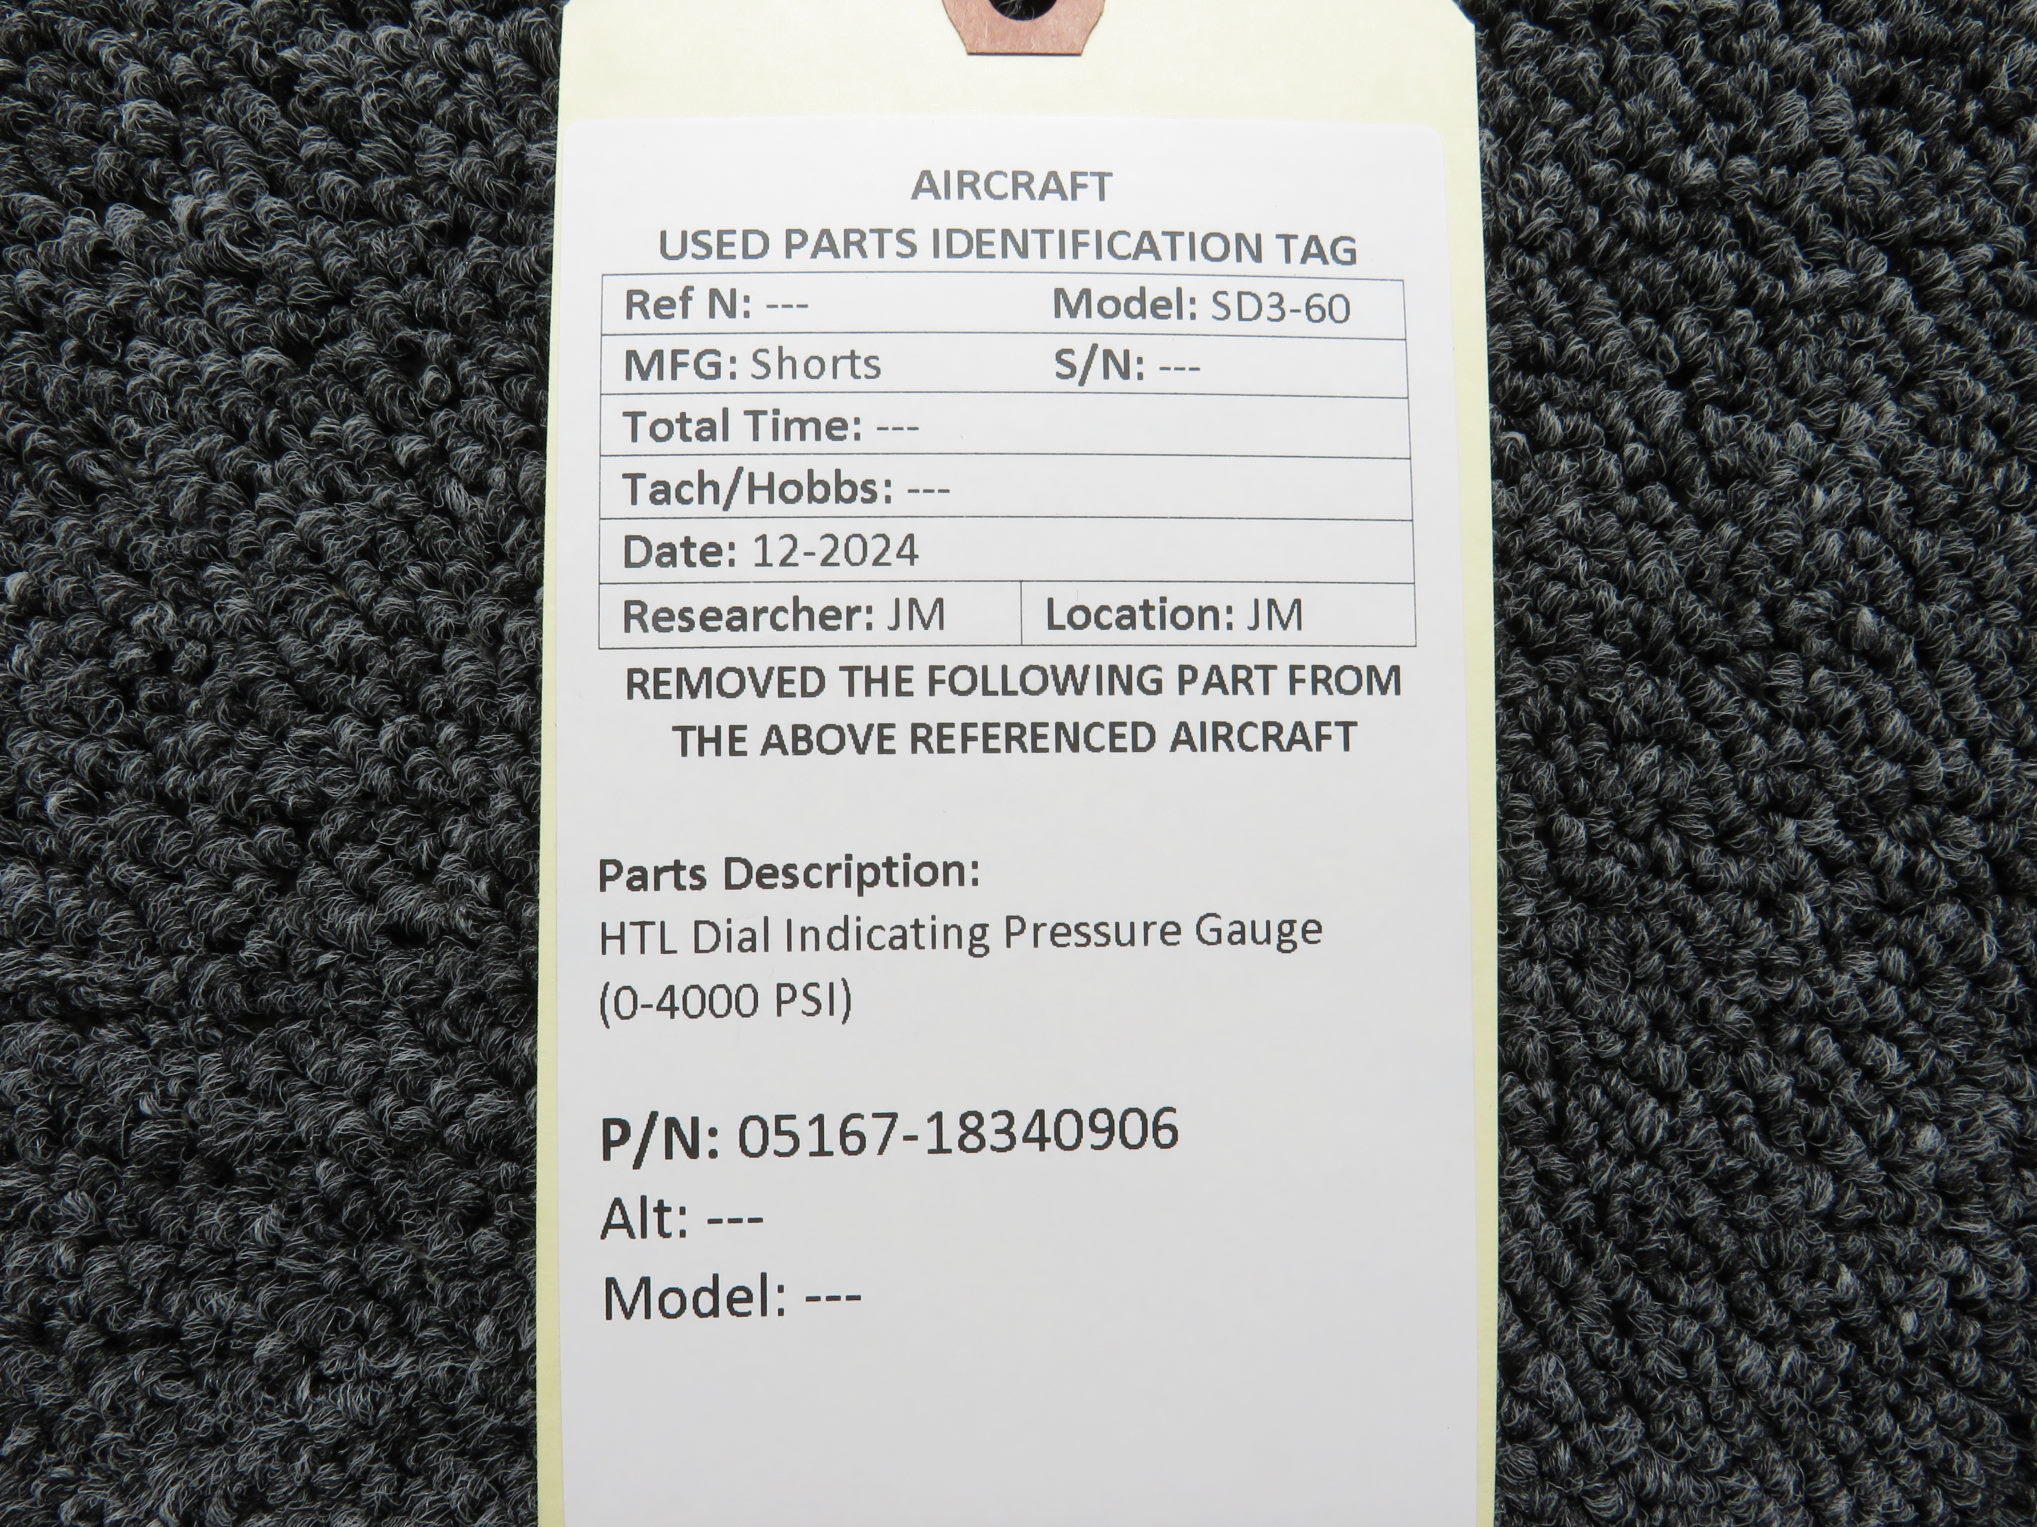 AIRCRAFT
USED PARTS IDENTIFICATION TAG
Ref N: --- Model: SD3-60
MFG: Shorts S/N: ---
Total Time: ---
Tach/Hobbs: ---
Date: 12-2024
Researcher: JM Location: JM
REMOVED THE FOLLOWING PART FROM
THE ABOVE REFERENCED AIRCRAFT
Parts Description:
HTL Dial Indicating Pressure Gauge
(0-4000 PSI)
P/N: 05167-18340906
Alt: ---
Model: ---